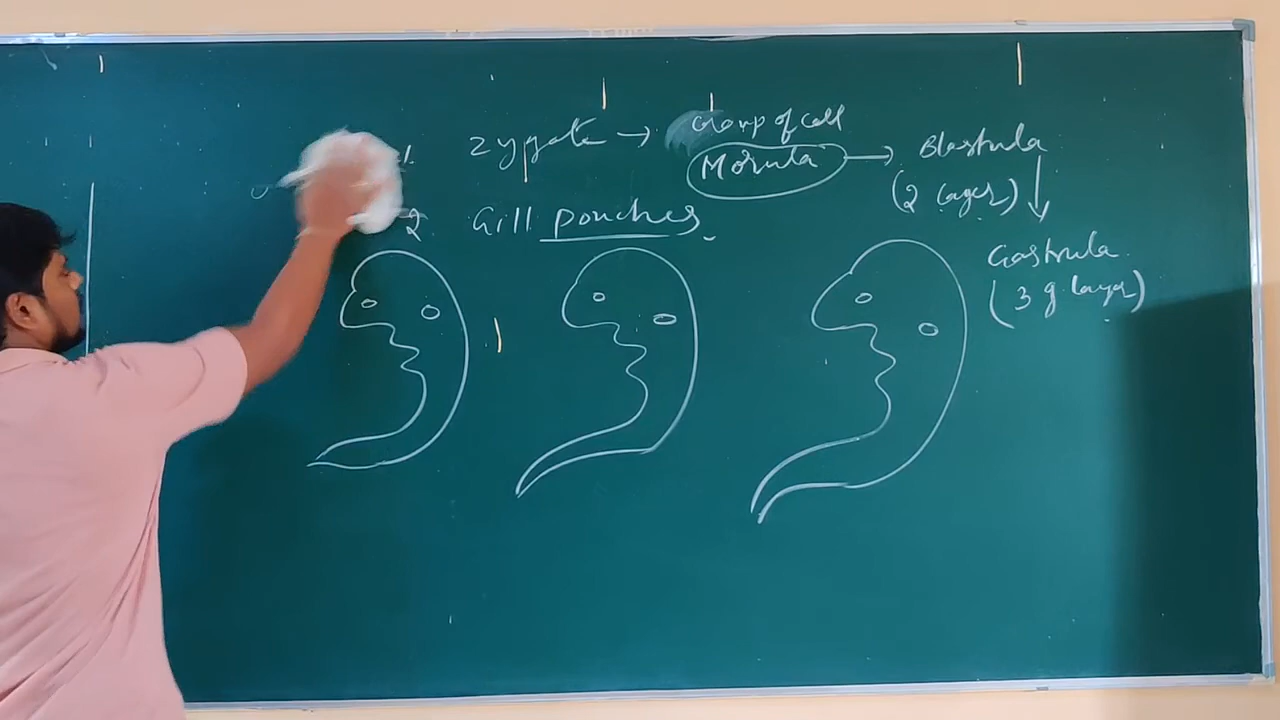 1. Zygote → Group of cell
Morula → Blastula
(2 layer)
2. Gill pouches.
Gastrula
(3 g. layer)